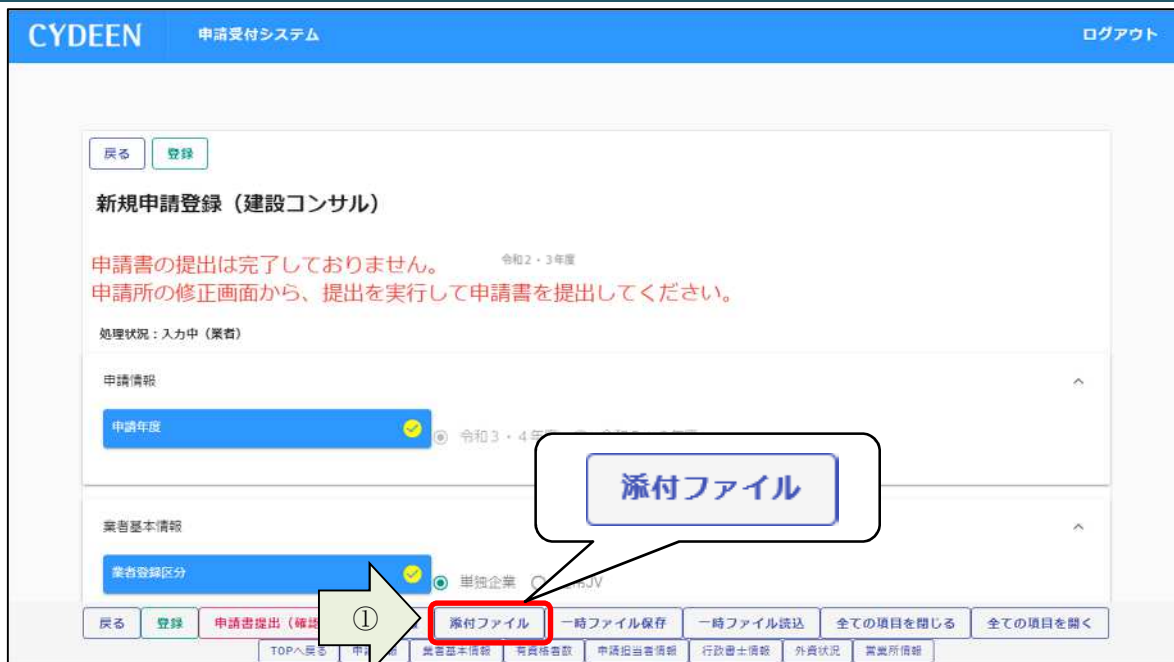 CYDEEN 申請受付システム ログアウト
戻る 登録
新規申請登録（建設コンサル）
申請書の提出は完了しておりません。 令和2・3年度
申請所の修正画面から、提出を実行して申請書を提出してください。
処理状況：入力中（業者）
申請情報
申請年度 令和3・4年度
添付ファイル
業者基本情報
業者登録区分 単独企業 JV
戻る 登録 申請書提出（確認 ① 添付ファイル 一時ファイル保存 一時ファイル読込 全ての項目を閉じる 全ての項目を開く
TOPへ戻る 業者基本情報 有資格者数 申請担当者情報 行政書士情報 外資状況 営業所情報